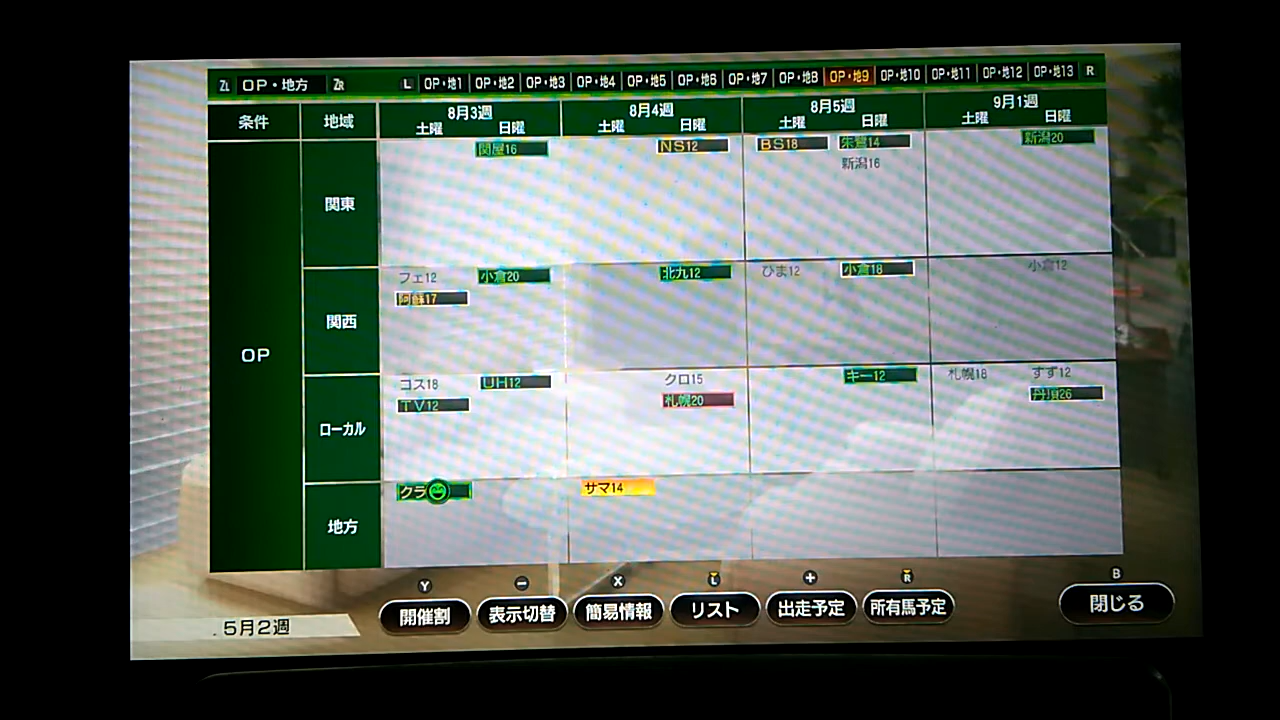 ZL OP・地方 ZR L OP・地1 OP・地2 OP・地3 OP・地4 OP・地5 OP・地6 OP・地7 OP・地8 OP・地9 OP・地10 OP・地11 OP・地12 OP・地13 R
条件 地域 8月3週 8月4週 8月5週 9月1週
土曜 日曜 土曜 日曜 土曜 日曜 土曜 日曜
OP
関東
関屋16 NS12 BS18 朱鷺14 新潟20
新潟16
関西
フェ12 小倉20 北九12 ひま12 小倉18 小倉12
阿蘇17
ローカル
コス18 UH12 クロ15 キー12 札幌18 すず12
TV12 札幌20 丹頂26
地方
クラ サマ14
Y − X L + R B
開催割 表示切替 簡易情報 リスト 出走予定 所有馬予定 閉じる
5月2週